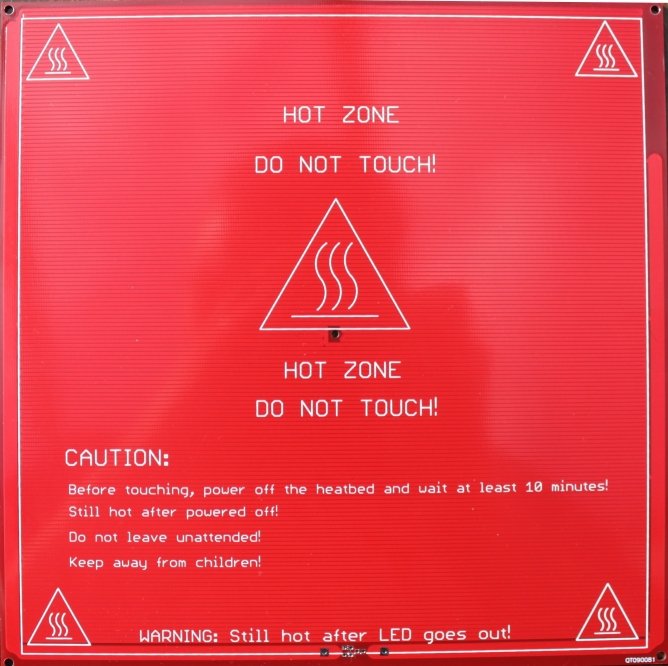 HOT ZONE
DO NOT TOUCH!
HOT ZONE
DO NOT TOUCH!
CAUTION:
Before touching, power off the heatbed and wait at least 10 minutes!
Still hot after powered off!
Do not leave unattended!
Keep away from children!
WARNING: Still hot after LED goes out!
QT090081